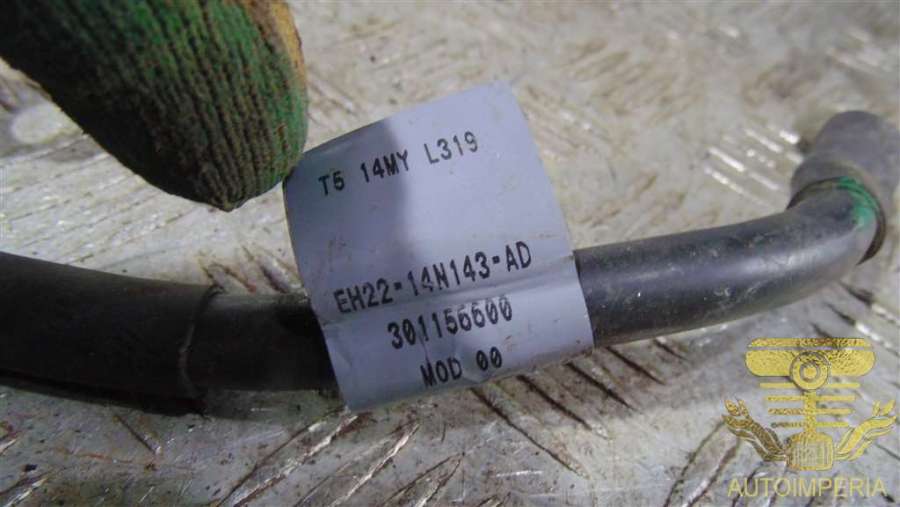 T5 14MY L319
EH22-14N143-AD
301156600
MOD 00
AUTOIMPERIA